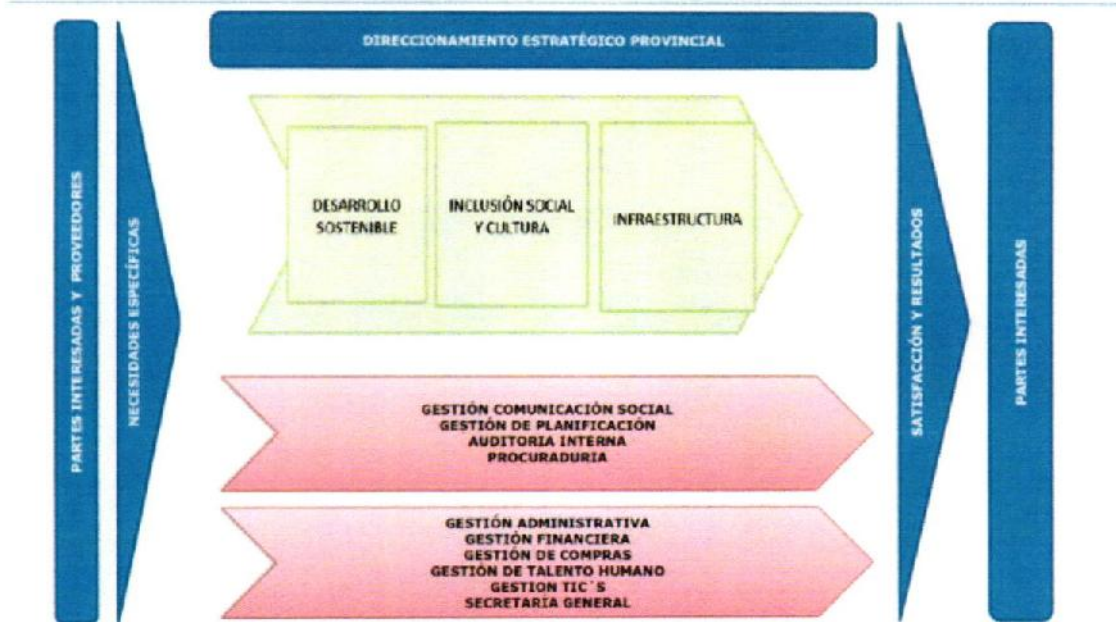 DIRECCIONAMIENTO ESTRATÉGICO PROVINCIAL
PARTES INTERESADAS Y PROVEEDORES
NECESIDADES ESPECÍFICAS
DESARROLLO
SOSTENIBLE
INCLUSIÓN SOCIAL
Y CULTURA
INFRAESTRUCTURA
GESTIÓN COMUNICACIÓN SOCIAL
GESTIÓN DE PLANIFICACIÓN
AUDITORIA INTERNA
PROCURADURIA
GESTIÓN ADMINISTRATIVA
GESTIÓN FINANCIERA
GESTIÓN DE COMPRAS
GESTIÓN DE TALENTO HUMANO
GESTION TIC´S
SECRETARIA GENERAL
SATISFACCIÓN Y RESULTADOS
PARTES INTERESADAS